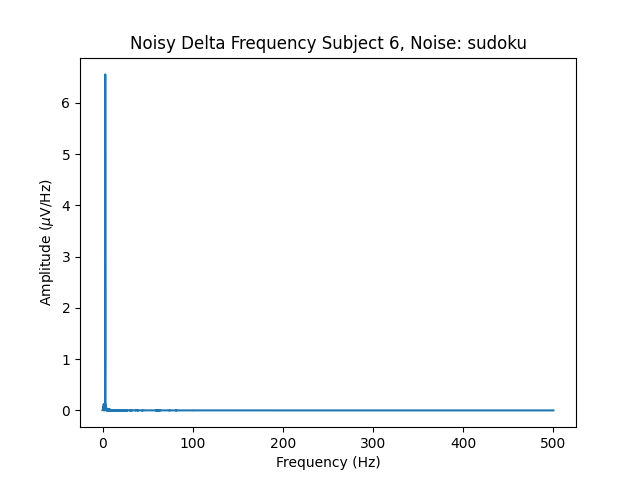 Noisy Delta Frequency Subject 6, Noise: sudoku
Amplitude (μV/Hz)
6
5
4
3
2
1
0
0 100 200 300 400 500
Frequency (Hz)